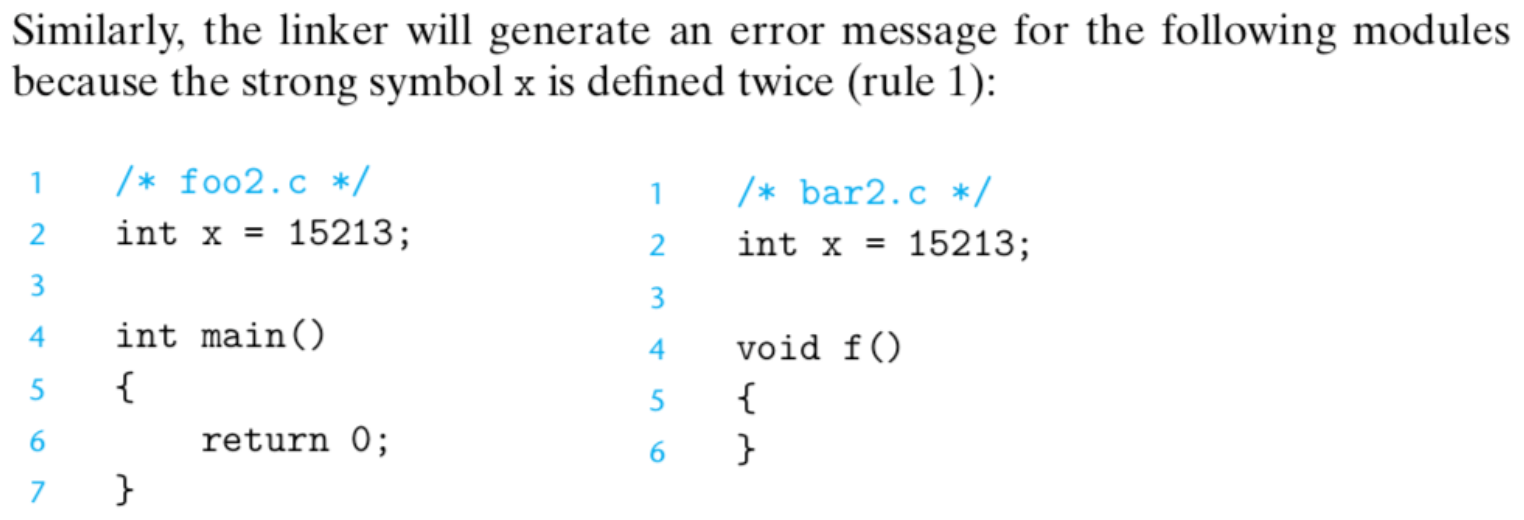 Similarly, the linker will generate an error message for the following modules
because the strong symbol x is defined twice (rule 1):
1 /* foo2.c */
2 int x = 15213;
3
4 int main()
5 {
6     return 0;
7 }
1 /* bar2.c */
2 int x = 15213;
3
4 void f()
5 {
6 }